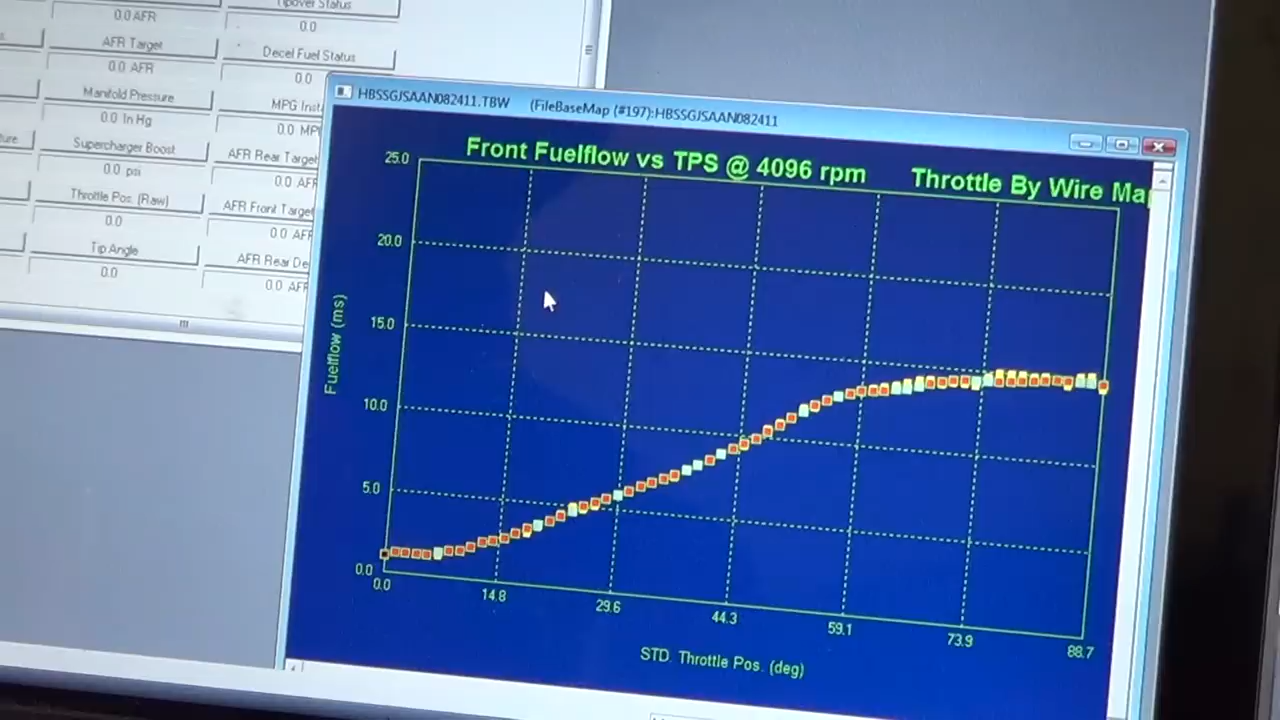 0.0 AFR
Tipover Status
0.0
AFR Target
0.0 AFR
Decel Fuel Status
0.0
Manifold Pressure
0.0 In Hg
MPG Inst
0.0 MP
Supercharger Boost
0.0 psi
AFR Rear Target
0.0 AFR
Throttle Pos. (Raw)
0.0
AFR Front Target
0.0 AFR
Tip Angle
0.0
AFR Rear De
0.0 AFR
HBSSGJSAAN082411.TBW (FileBaseMap (#197):HBSSGJSAAN082411
Front Fuelflow vs TPS @ 4096 rpm Throttle By Wire Map
25.0
20.0
15.0
10.0
5.0
0.0
Fuelflow (ms)
0.0 14.8 29.6 44.3 59.1 73.9 88.7
STD. Throttle Pos. (deg)